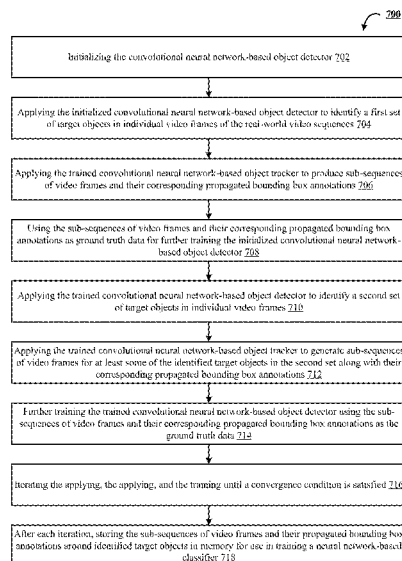 700
Initializing the convolutional neural network-based object detector 702
Applying the initialized convolutional neural network-based object detector to identify a first set
of target objects in individual video frames of the real-world video sequences 704
Applying the trained convolutional neural network-based object tracker to produce sub-sequences
of video frames and their corresponding propagated bounding box annotations 706
Using the sub-sequences of video frames and their corresponding propagated bounding box
annotations as ground truth data for further training the initialized convolutional neural network-
based object detector 708
Applying the trained convolutional neural network-based object detector to identify a second set
of target objects in individual video frames 710
Applying the trained convolutional neural network-based object tracker to generate sub-sequences
of video frames for at least some of the identified target objects in the second set along with their
corresponding propagated bounding box annotations 712
Further training the trained convolutional neural network-based object detector using the sub-
sequences of video frames and their corresponding propagated bounding box annotations as the
ground truth data 714
Iterating the applying, the applying, and the training until a convergence condition is satisfied 716
After each iteration, storing the sub-sequences of video frames and their propagated bounding box
annotations around identified target objects in memory for use in training a neural network-based
classifier 718